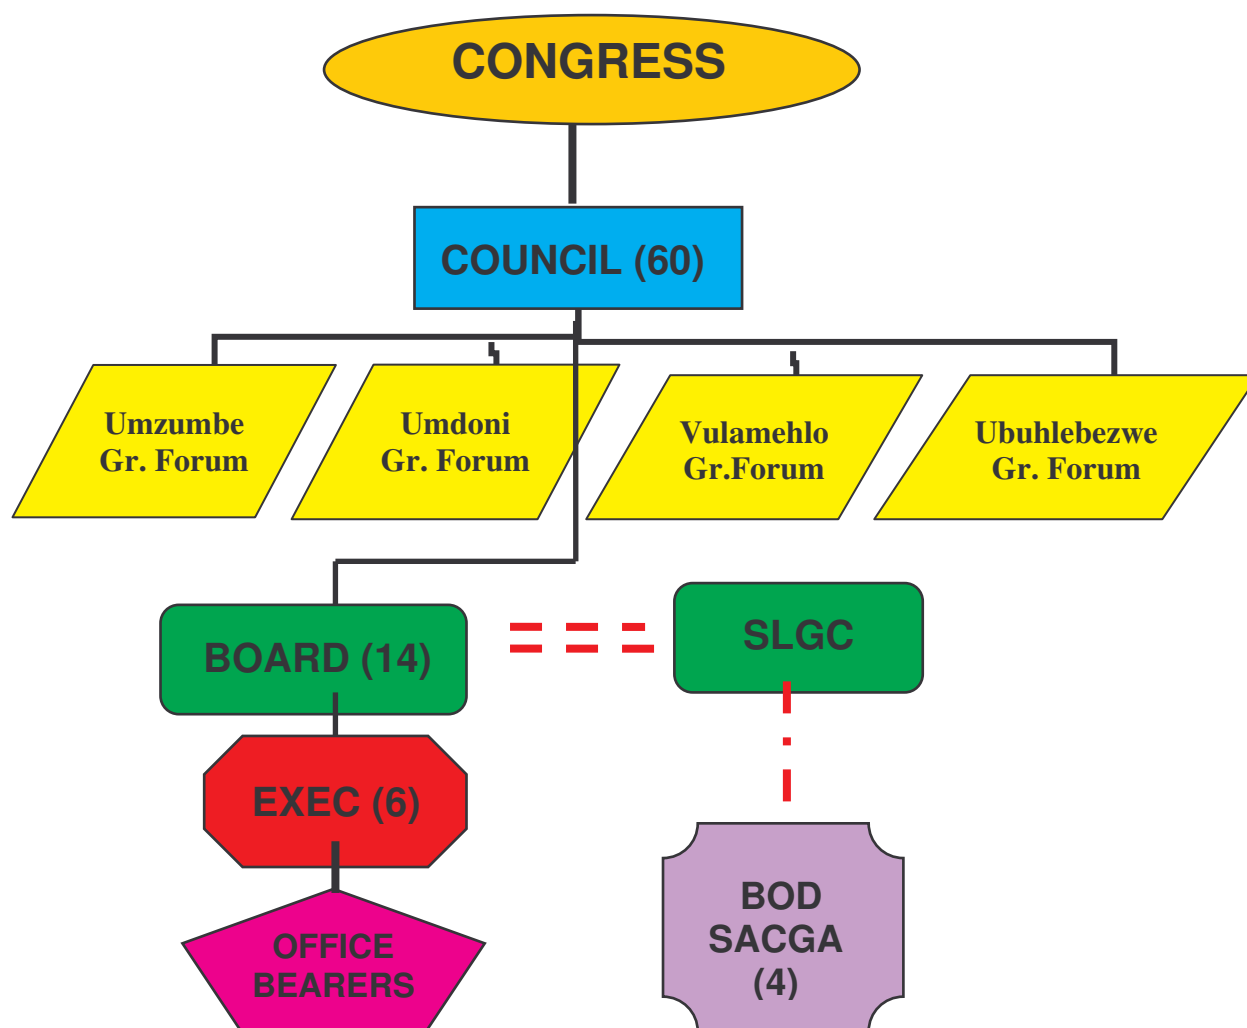 CONGRESS
COUNCIL (60)
Umzumbe
Gr. Forum
Umdoni
Gr. Forum
Vulamehlo
Gr.Forum
Ubuhlebezwe
Gr. Forum
BOARD (14)
SLGC
EXEC (6)
OFFICE
BEARERS
BOD
SACGA
(4)